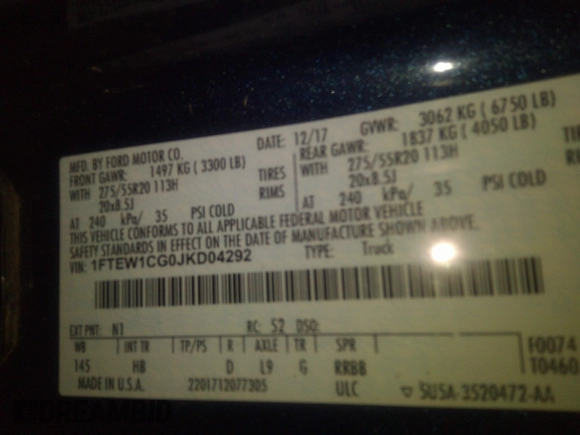 MFD. BY FORD MOTOR CO.
DATE: 12/17
GVWR: 3062 KG ( 6750 LB)
FRONT GAWR: 1497 KG ( 3300 LB)
REAR GAWR: 1837 KG ( 4050 LB)
WITH 275/55R20 113H TIRES
WITH 275/55R20 113H TIRES
20x8.5J RIMS
20x8.5J RIMS
AT 240 kPa/ 35 PSI COLD
AT 240 kPa/ 35 PSI COLD
THIS VEHICLE CONFORMS TO ALL APPLICABLE FEDERAL MOTOR VEHICLE
SAFETY STANDARDS IN EFFECT ON THE DATE OF MANUFACTURE SHOWN ABOVE.
VIN: 1FTEW1CG0JKD04292
TYPE: Truck
EXT PNT: N1 RC: 52 DSO:
WB INT TR TP/PS R AXLE TR SPR
145 HB D L9 G RRBB
F0074
T0460
MADE IN U.S.A. 2201712077305 ULC 5U5A-3520472-AA
DREAMBID